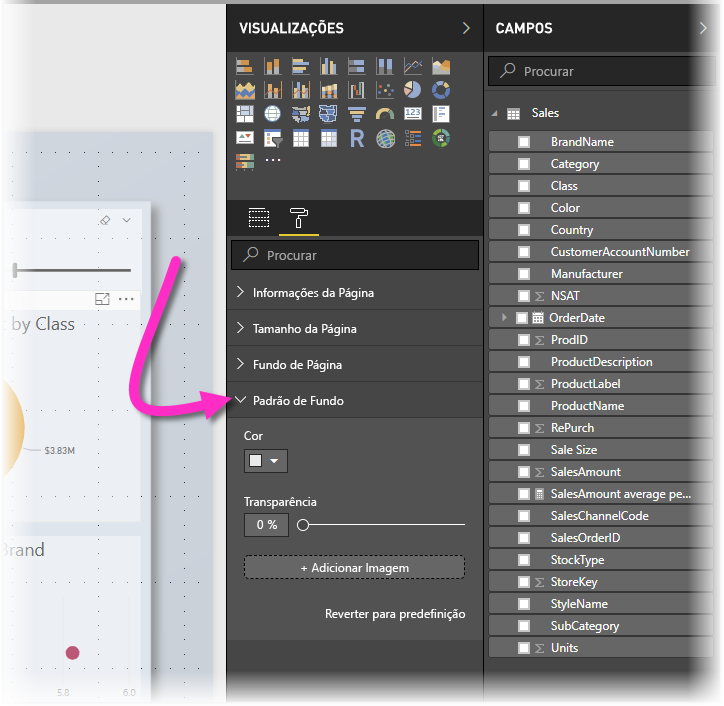 by Class
$3.83M
Brand
5.8
6.0
VISUALIZAÇÕES
123
R
Procurar
Informações da Página
Tamanho da Página
Fundo de Página
Padrão de Fundo
Cor
Transparência
0 %
+ Adicionar Imagem
Reverter para predefinição
CAMPOS
Procurar
Sales
BrandName
Category
Class
Color
Country
CustomerAccountNumber
Manufacturer
Σ NSAT
OrderDate
Σ ProdID
ProductDescription
Σ ProductLabel
ProductName
Σ RePurch
Sale Size
Σ SalesAmount
SalesAmount average pe...
SalesChannelCode
SalesOrderID
StockType
Σ StoreKey
StyleName
SubCategory
Σ Units